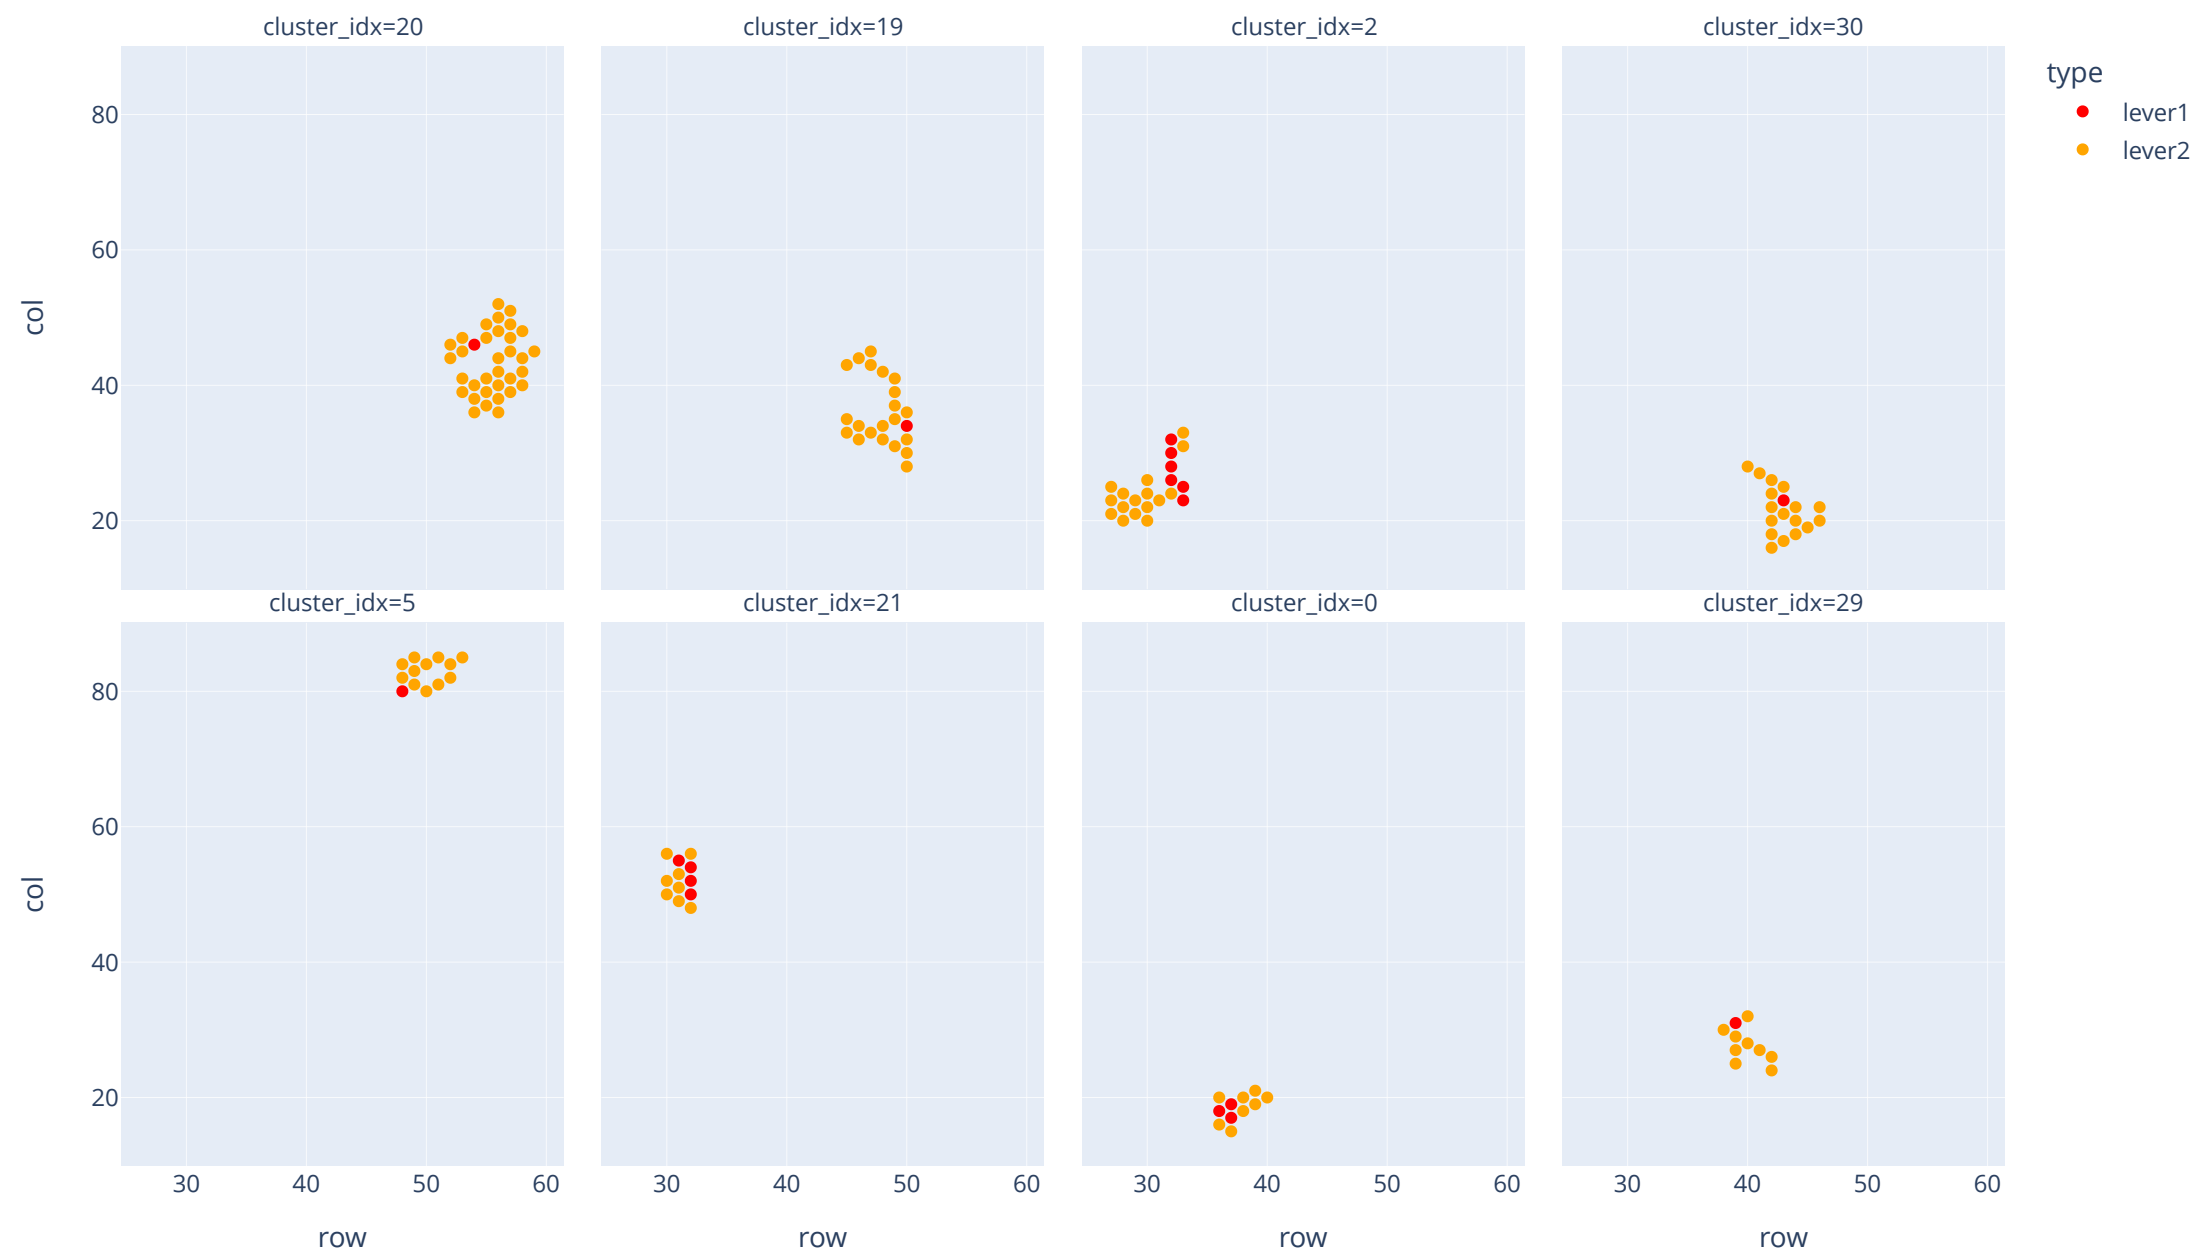 cluster_idx=20
cluster_idx=19
cluster_idx=2
cluster_idx=30
type
lever1
lever2
80
60
40
20
col
cluster_idx=5
cluster_idx=21
cluster_idx=0
cluster_idx=29
80
60
40
20
col
30 40 50 60
30 40 50 60
30 40 50 60
30 40 50 60
row
row
row
row